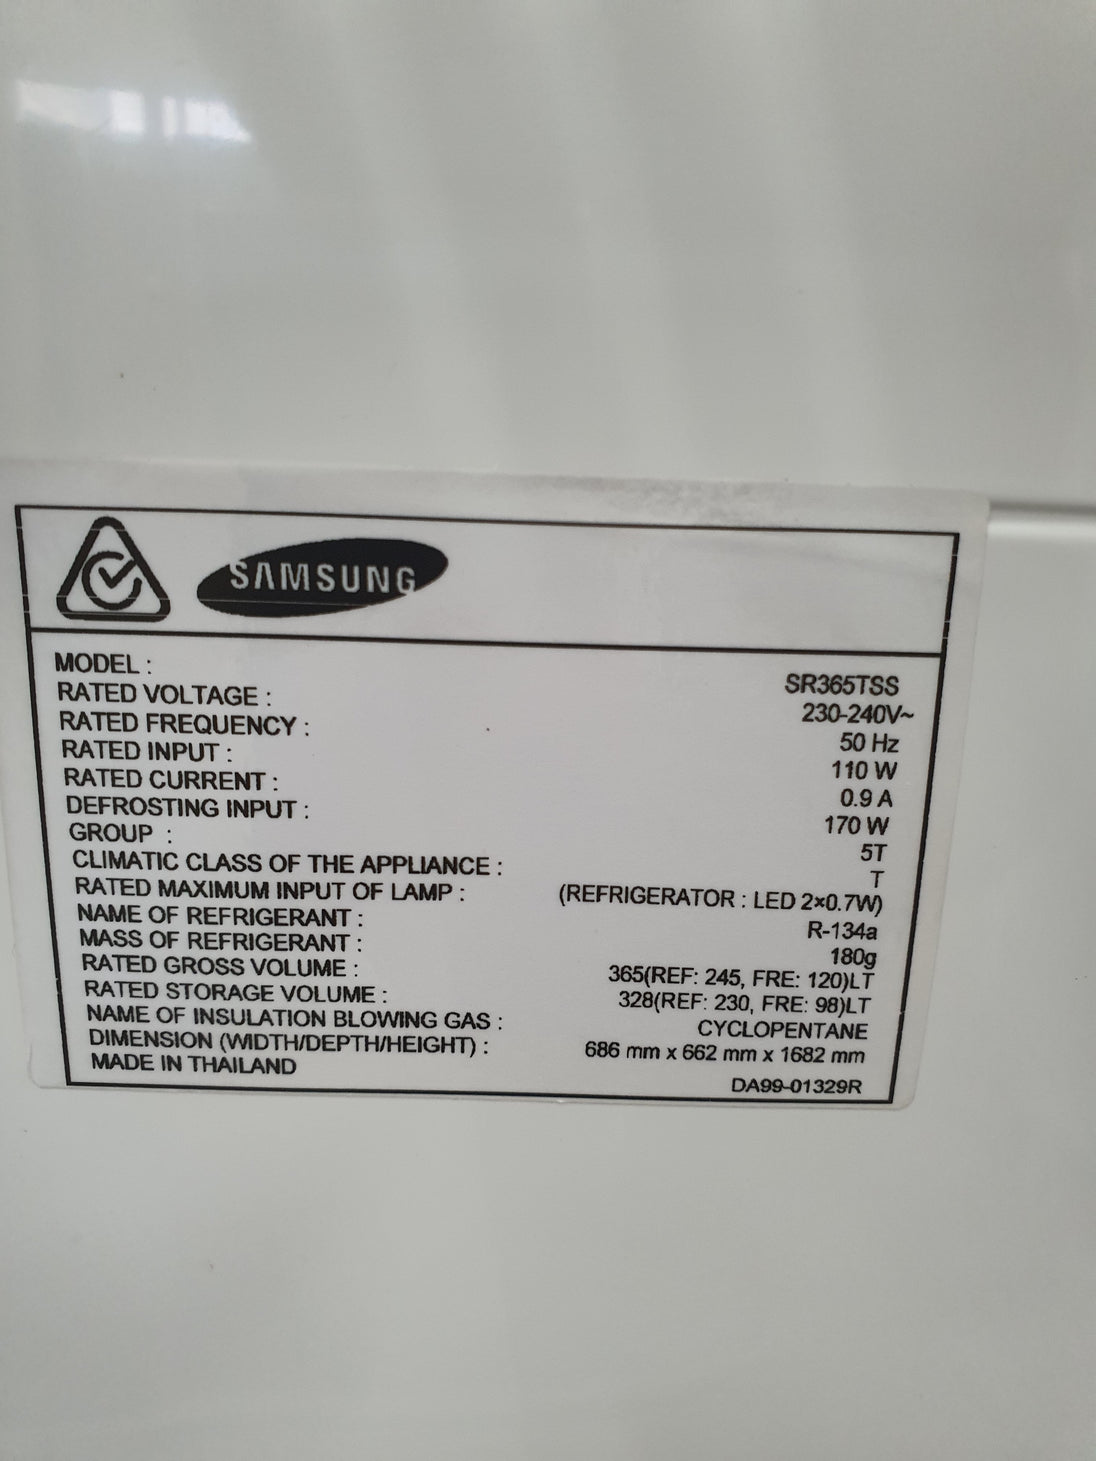 SAMSUNG
MODEL : SR365TSS
RATED VOLTAGE : 230-240V~
RATED FREQUENCY : 50 Hz
RATED INPUT : 110 W
RATED CURRENT : 0.9 A
DEFROSTING INPUT : 170 W
GROUP : 5T
CLIMATIC CLASS OF THE APPLIANCE : T
RATED MAXIMUM INPUT OF LAMP : (REFRIGERATOR : LED 2×0.7W)
NAME OF REFRIGERANT : R-134a
MASS OF REFRIGERANT : 180g
RATED GROSS VOLUME : 365(REF: 245, FRE: 120)LT
RATED STORAGE VOLUME : 328(REF: 230, FRE: 98)LT
NAME OF INSULATION BLOWING GAS : CYCLOPENTANE
DIMENSION (WIDTH/DEPTH/HEIGHT) : 686 mm x 662 mm x 1682 mm
MADE IN THAILAND DA99-01329R